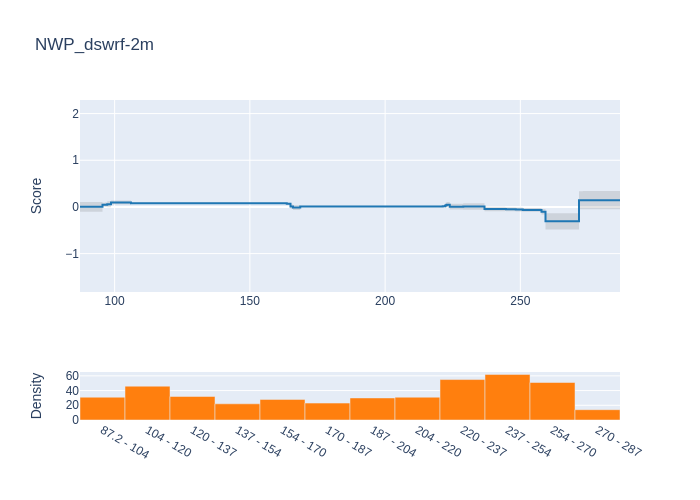 NWP_dswrf-2m
Score
2
1
0
−1
100
150
200
250
Density
60
40
20
0
87.2 - 104
104 - 120
120 - 137
137 - 154
154 - 170
170 - 187
187 - 204
204 - 220
220 - 237
237 - 254
254 - 270
270 - 287